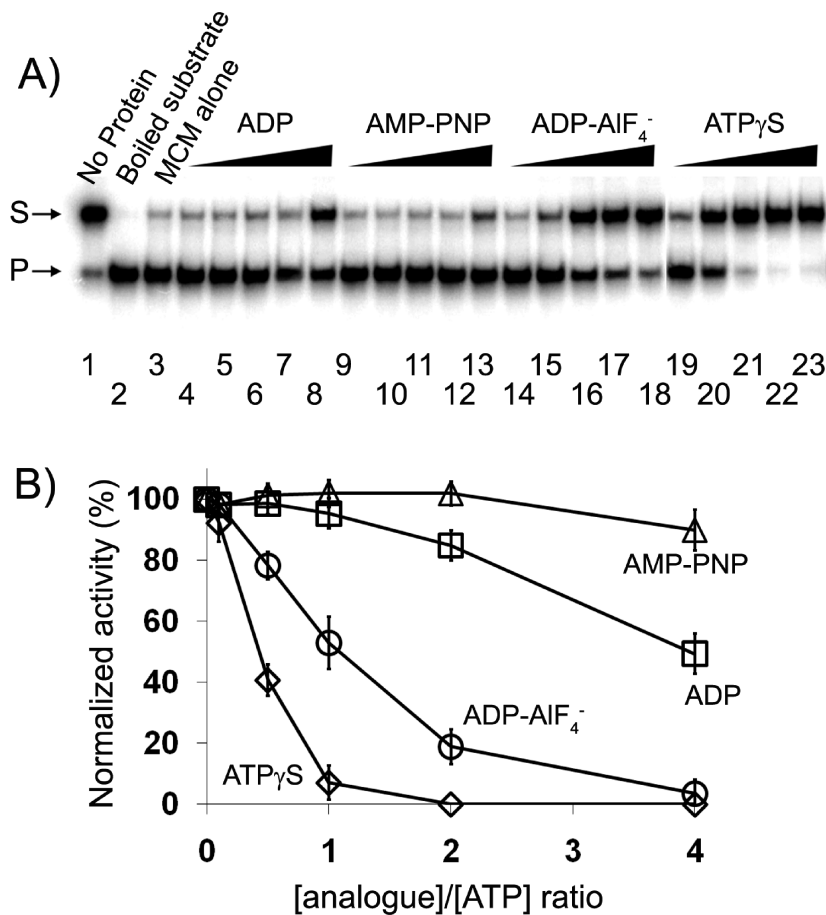 A)
No Protein
Boiled substrate
MCM alone
ADP
AMP-PNP
ADP-AlF4-
ATPγS
S
P
1 3 5 7 9 11 13 15 17 19 21 23
2 4 6 8 10 12 14 16 18 20 22
B)
Normalized activity (%)
100
80
60
40
20
0
AMP-PNP
ADP
ADP-AlF4-
ATPγS
0 1 2 3 4
[analogue]/[ATP] ratio